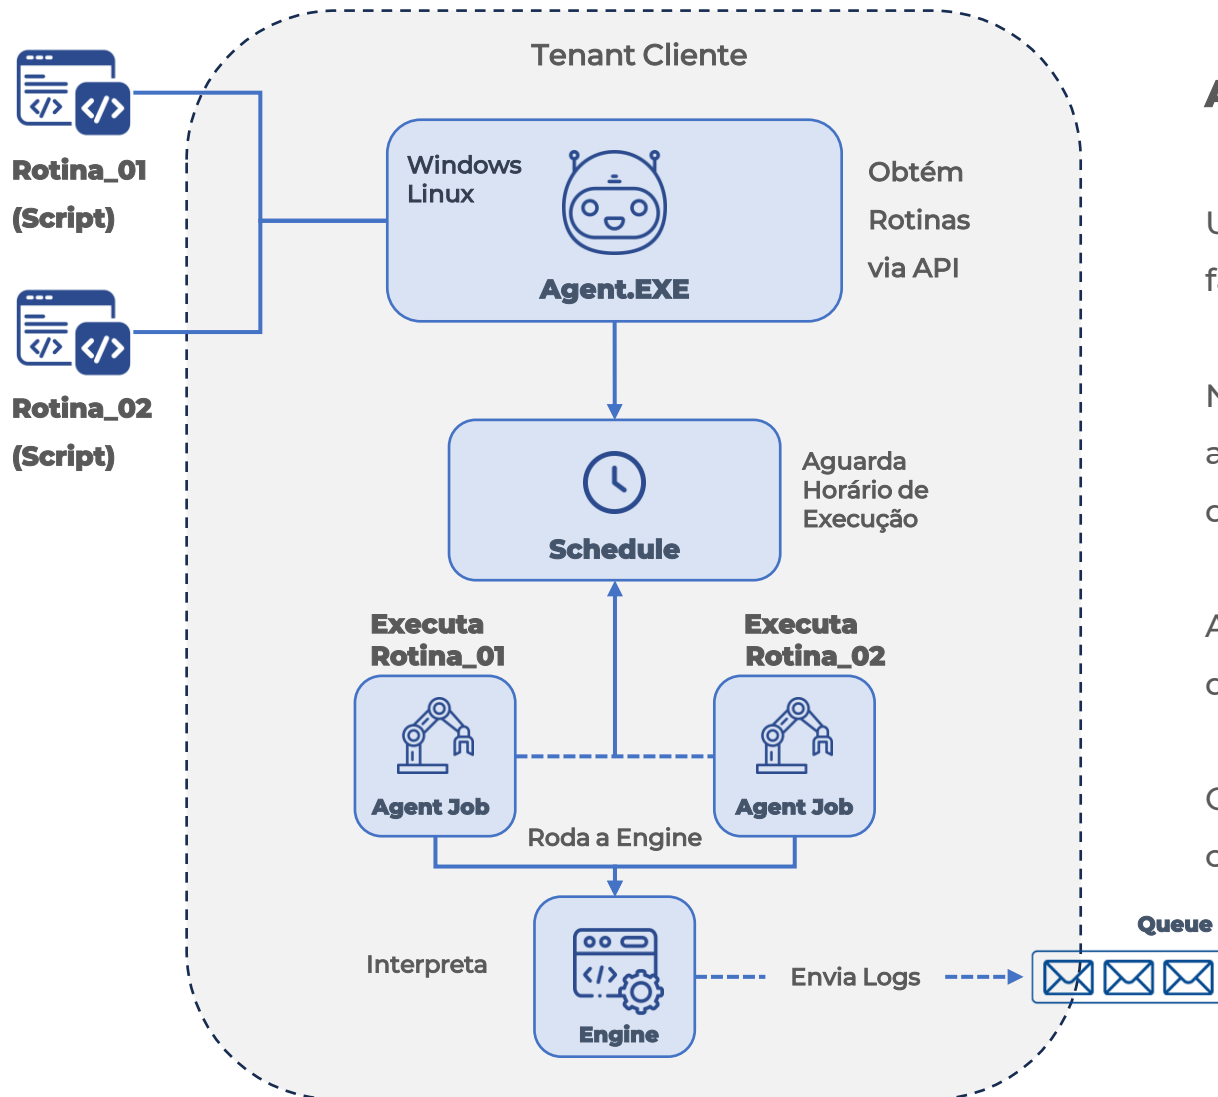 Tenant Cliente
Rotina_01
(Script)
Rotina_02
(Script)
Windows
Linux
Agent.EXE
Obtém
Rotinas
via API
Schedule
Aguarda
Horário de
Execução
Executa
Rotina_01
Executa
Rotina_02
Agent Job
Agent Job
Roda a Engine
Interpreta
Engine
Envia Logs
Queue